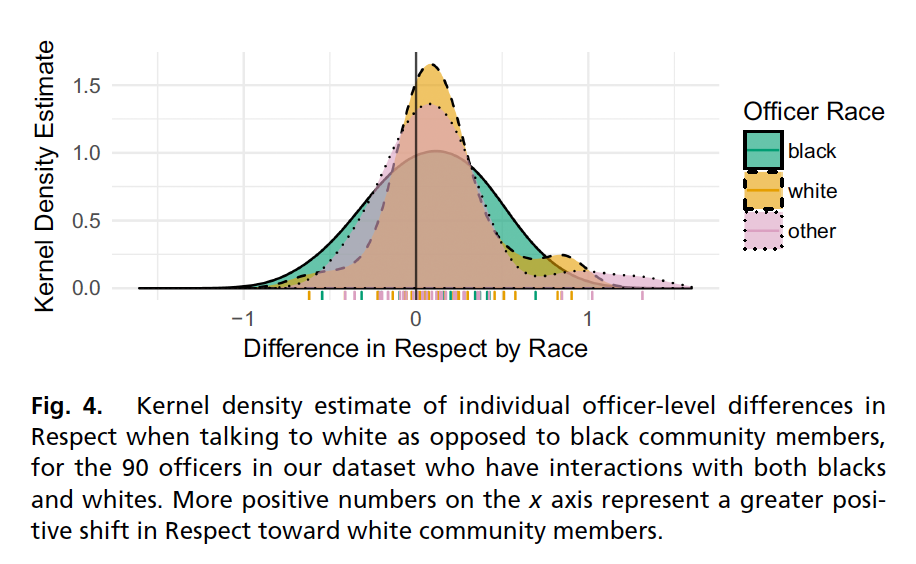 Kernel Density Estimate
1.5
1.0
0.5
0.0
−1
0
1
Difference in Respect by Race
Officer Race
black
white
other
Fig. 4. Kernel density estimate of individual officer-level differences in
Respect when talking to white as opposed to black community members,
for the 90 officers in our dataset who have interactions with both blacks
and whites. More positive numbers on the x axis represent a greater posi-
tive shift in Respect toward white community members.